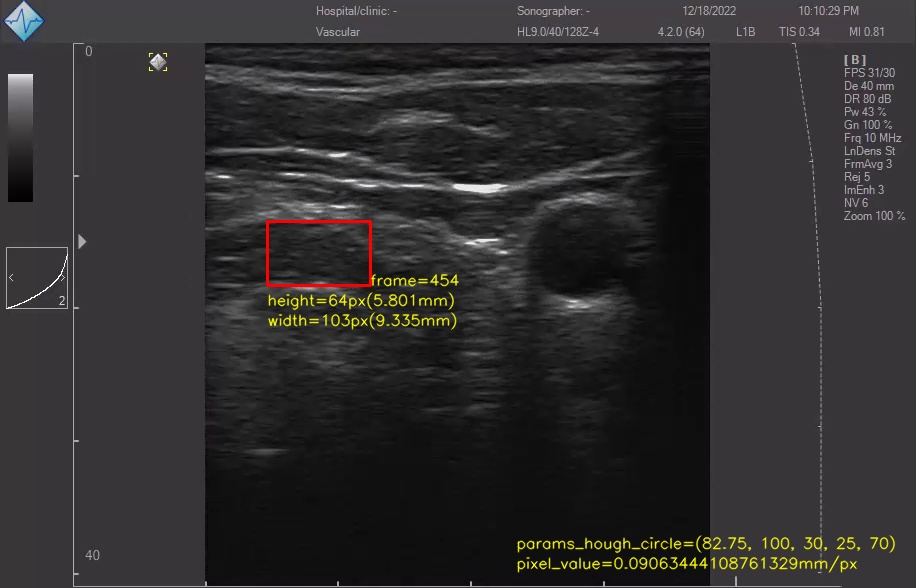 Hospital/clinic: - Sonographer: - 12/18/2022 10:10:29 PM
Vascular HL9.0/40/128Z-4 4.2.0 (64) L1B TIS 0.34 MI 0.81
0
[ B ]
FPS 31/30
De 40 mm
DR 80 dB
Pw 43 %
Gn 100 %
Frq 10 MHz
LnDens St
FrmAvg 3
Rej 5
ImEnh 3
NV 6
Zoom 100 %
2
frame=454
height=64px(5.801mm)
width=103px(9.335mm)
40
params_hough_circle=(82.75, 100, 30, 25, 70)
pixel_value=0.09063444108761329mm/px